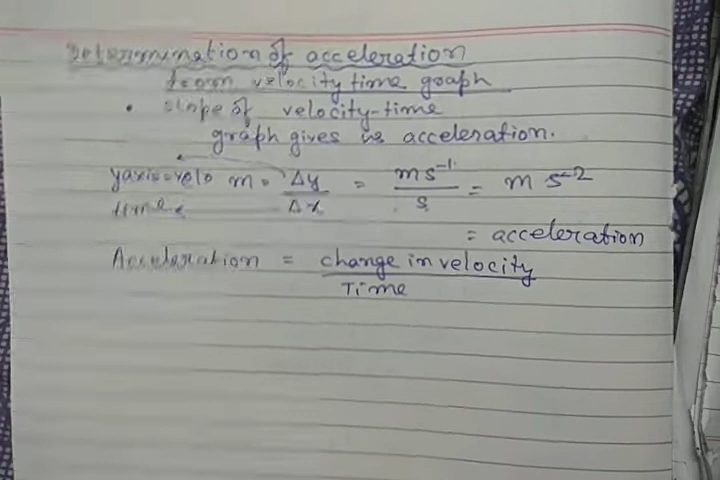 Determination of acceleration
from velocity time graph
• slope of velocity-time
graph gives us acceleration.
yaxis=velo m = Δy/Δx = ms⁻¹/s = m s⁻²
time
= acceleration
Acceleration = change in velocity/Time